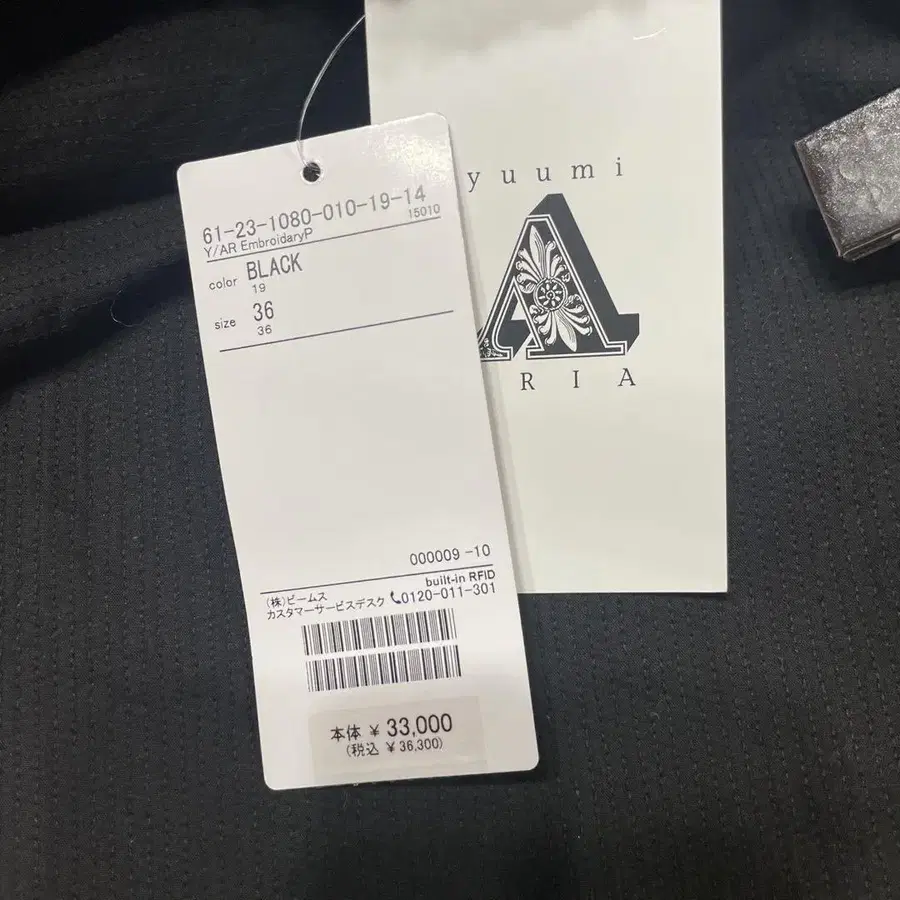 61-23-1080-010-19-14
Y/AR EmbroidaryP 15010
color BLACK
19
size 36
36
000009 -10
built-in RFID
(株)ビームス
カスタマーサービスデスク 0120-011-301
本体 ¥ 33,000
(税込 ¥ 36,300)
yuumi
A
RIA